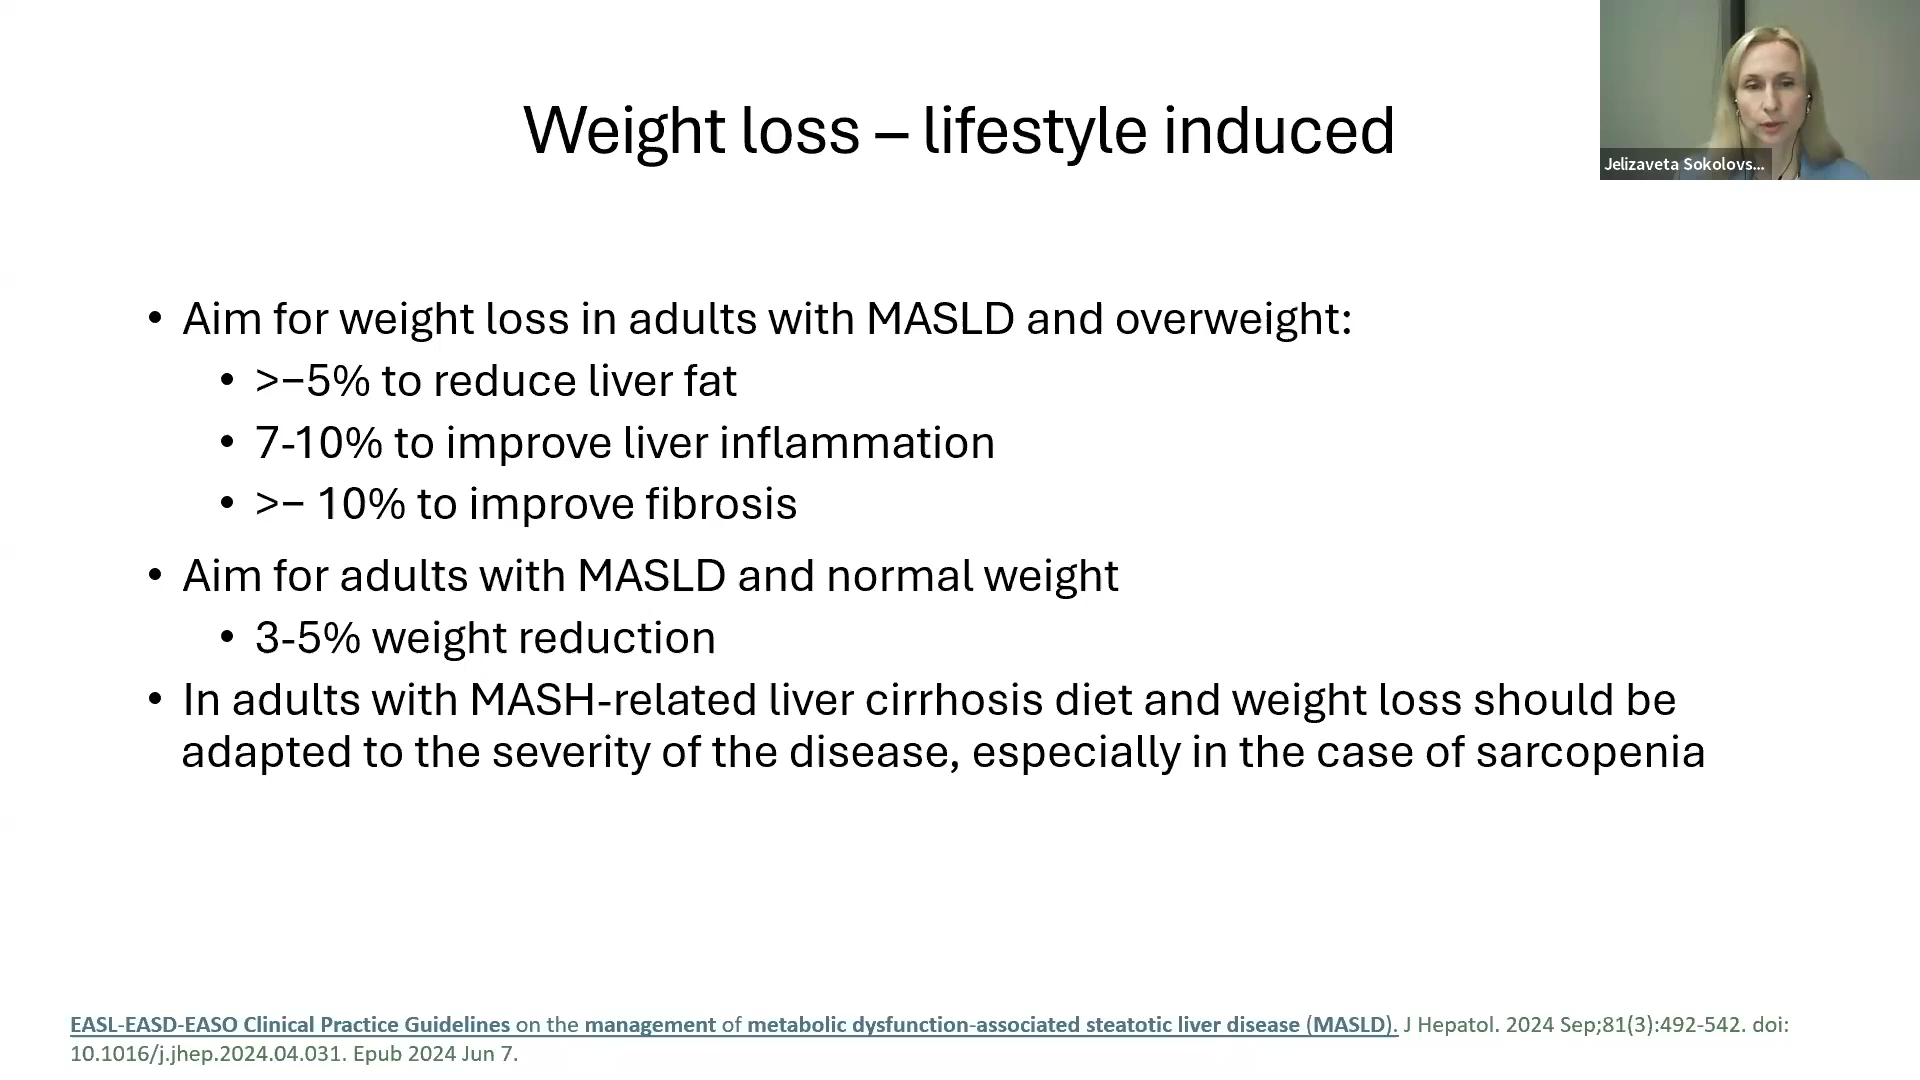 Weight loss – lifestyle induced
Jelizaveta Sokolovs...
• Aim for weight loss in adults with MASLD and overweight:
• >–5% to reduce liver fat
• 7-10% to improve liver inflammation
• >– 10% to improve fibrosis
• Aim for adults with MASLD and normal weight
• 3-5% weight reduction
• In adults with MASH-related liver cirrhosis diet and weight loss should be
adapted to the severity of the disease, especially in the case of sarcopenia
EASL-EASD-EASO Clinical Practice Guidelines on the management of metabolic dysfunction-associated steatotic liver disease (MASLD). J Hepatol. 2024 Sep;81(3):492-542. doi:
10.1016/j.jhep.2024.04.031. Epub 2024 Jun 7.